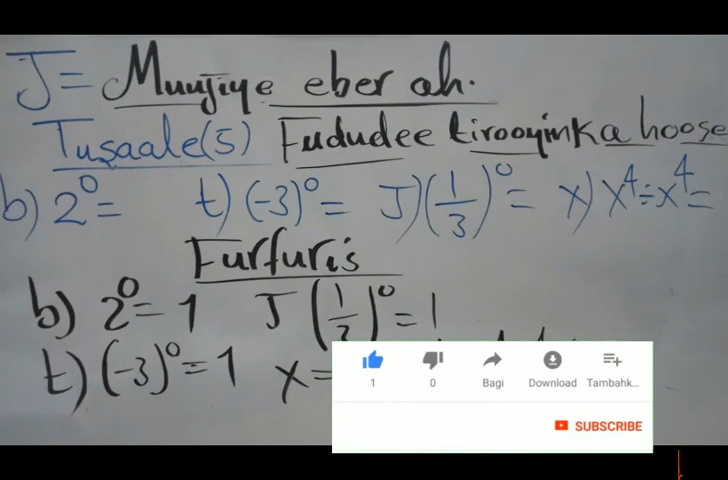 J= Muujiye eber ah.
Tusaale(5) Fududee tirooyinka hoose
b) 2⁰= t) (-3)⁰= J) (1/3)⁰= x) x⁴÷x⁴=
Furfuris
b) 2⁰=1 J (1/3)⁰=1
t) (-3)⁰=1 x=
1 0 Bagi Download Tambahk...
SUBSCRIBE